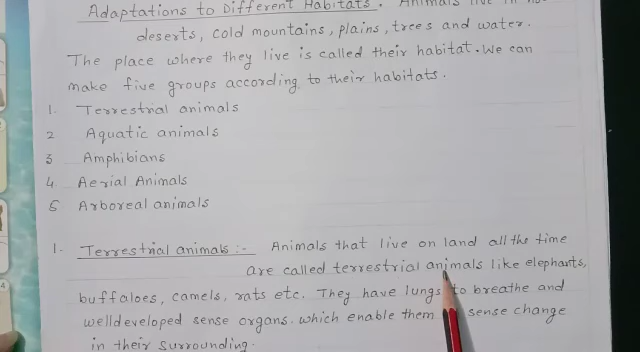 Adaptations to Different Habitats. Animals live in
deserts, cold mountains, plains, trees and water.
The place where they live is called their habitat. We can
make five groups according to their habitats.
1. Terrestrial animals
2 Aquatic animals
3 Amphibians
4. Aerial Animals
5 Arboreal animals
1. Terrestrial animals :- Animals that live on land all the time
are called terrestrial animals like elephants,
buffaloes, camels, rats etc. They have lungs to breathe and
welldeveloped sense organs. which enable them sense change
in their surrounding.